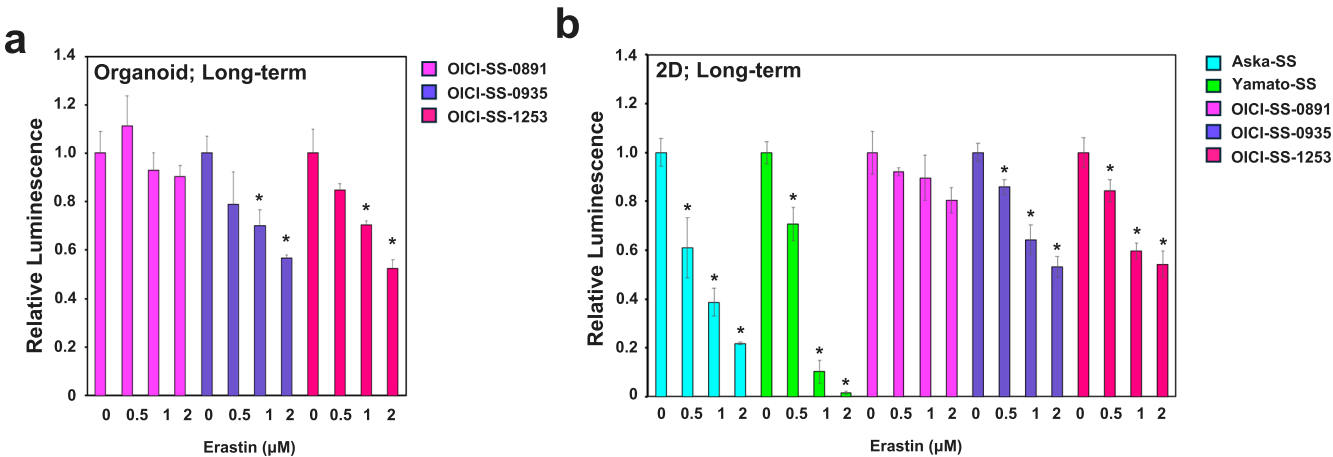 a
Organoid; Long-term
Relative Luminescence
1.4
1.2
1.0
0.8
0.6
0.4
0.2
0
* * * *
0 0.5 1 2 0 0.5 1 2 0 0.5 1 2
Erastin (µM)
OICI-SS-0891
OICI-SS-0935
OICI-SS-1253
b
2D; Long-term
Relative Luminescence
1.4
1.2
1.0
0.8
0.6
0.4
0.2
0
* * * * * * * * * * * *
0 0.5 1 2 0 0.5 1 2 0 0.5 1 2 0 0.5 1 2 0 0.5 1 2
Erastin (µM)
Aska-SS
Yamato-SS
OICI-SS-0891
OICI-SS-0935
OICI-SS-1253